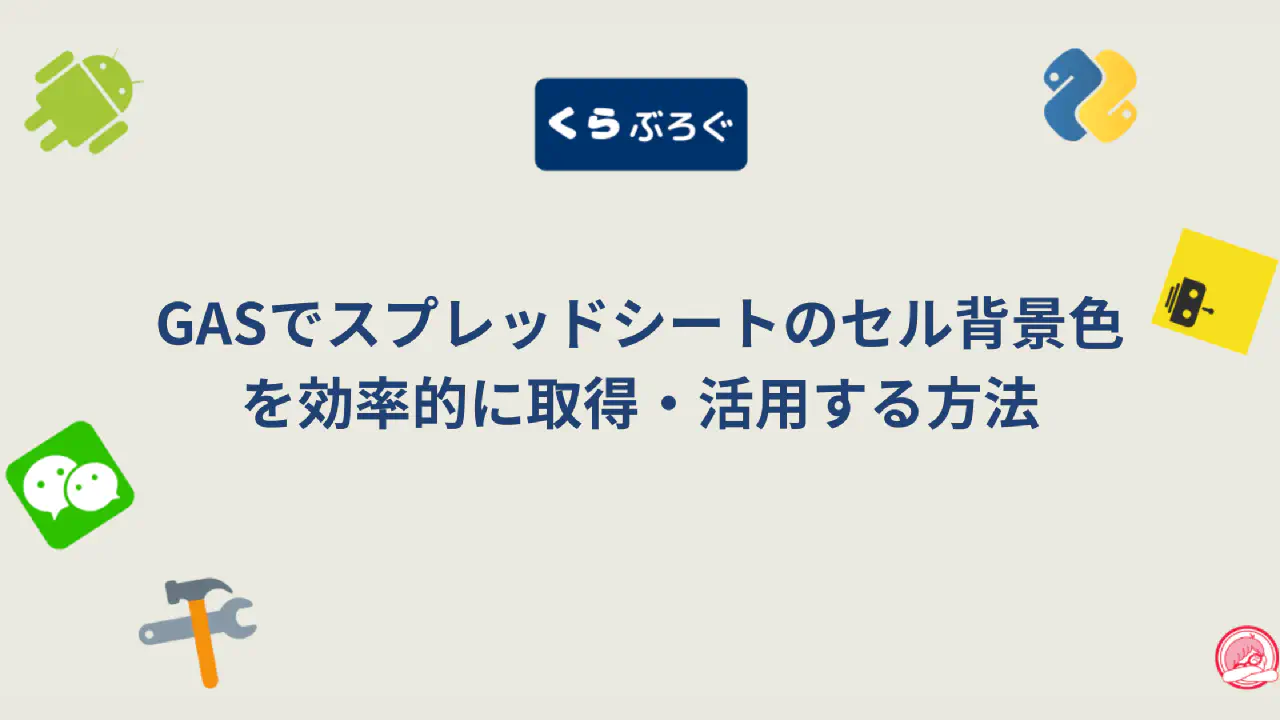 くらぶろぐ
GASでスプレッドシートのセル背景色
を効率的に取得・活用する方法